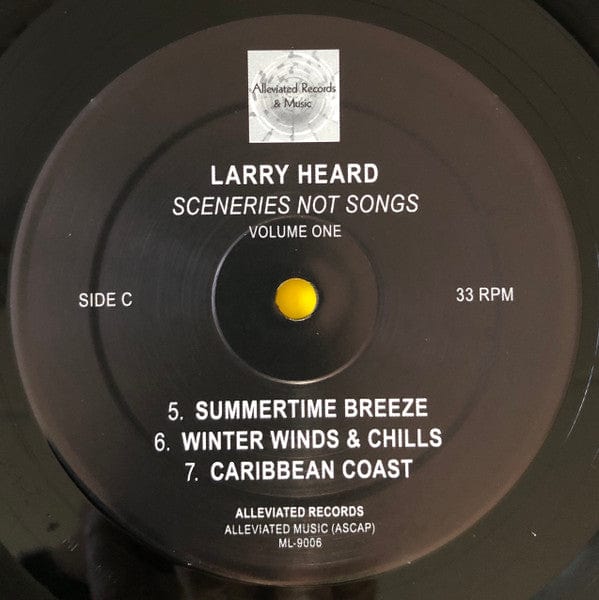 Alleviated Records
& Music
LARRY HEARD
SCENERIES NOT SONGS
VOLUME ONE
SIDE C
33 RPM
5. SUMMERTIME BREEZE
6. WINTER WINDS & CHILLS
7. CARIBBEAN COAST
ALLEVIATED RECORDS
ALLEVIATED MUSIC (ASCAP)
ML-9006